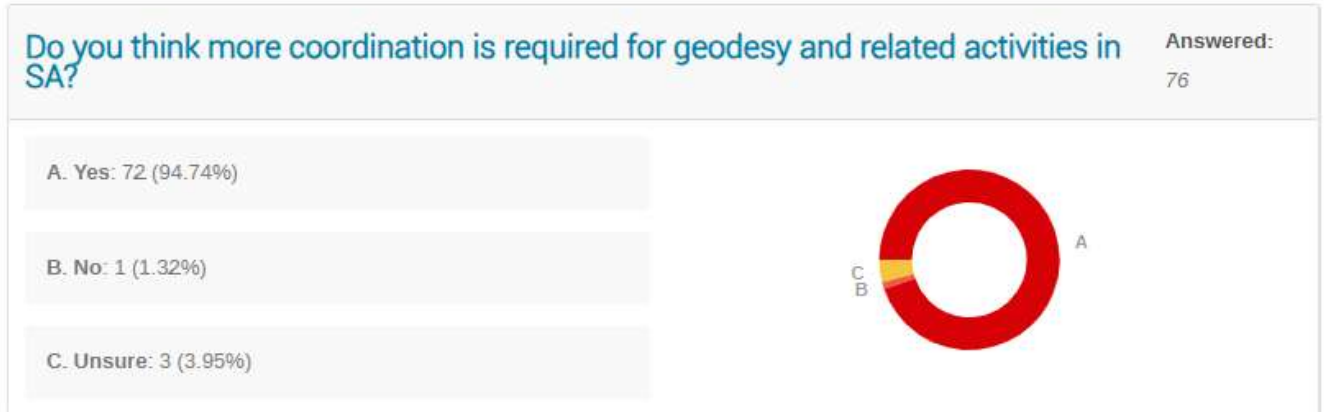 Do you think more coordination is required for geodesy and related activities in
SA?
Answered:
76
A. Yes: 72 (94.74%)
B. No: 1 (1.32%)
C. Unsure: 3 (3.95%)
A
C
B